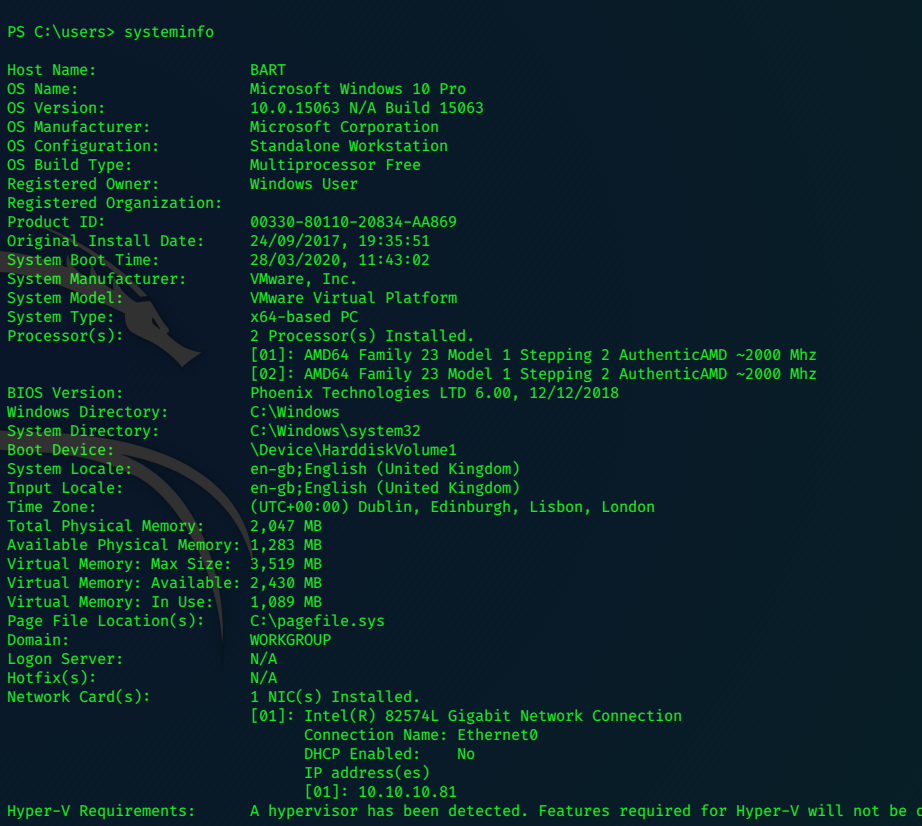 PS C:\users> systeminfo
Host Name: BART
OS Name: Microsoft Windows 10 Pro
OS Version: 10.0.15063 N/A Build 15063
OS Manufacturer: Microsoft Corporation
OS Configuration: Standalone Workstation
OS Build Type: Multiprocessor Free
Registered Owner: Windows User
Registered Organization:
Product ID: 00330-80110-20834-AA869
Original Install Date: 24/09/2017, 19:35:51
System Boot Time: 28/03/2020, 11:43:02
System Manufacturer: VMware, Inc.
System Model: VMware Virtual Platform
System Type: x64-based PC
Processor(s): 2 Processor(s) Installed.
[01]: AMD64 Family 23 Model 1 Stepping 2 AuthenticAMD ~2000 Mhz
[02]: AMD64 Family 23 Model 1 Stepping 2 AuthenticAMD ~2000 Mhz
BIOS Version: Phoenix Technologies LTD 6.00, 12/12/2018
Windows Directory: C:\Windows
System Directory: C:\Windows\system32
Boot Device: \Device\HarddiskVolume1
System Locale: en-gb;English (United Kingdom)
Input Locale: en-gb;English (United Kingdom)
Time Zone: (UTC+00:00) Dublin, Edinburgh, Lisbon, London
Total Physical Memory: 2,047 MB
Available Physical Memory: 1,283 MB
Virtual Memory: Max Size: 3,519 MB
Virtual Memory: Available: 2,430 MB
Virtual Memory: In Use: 1,089 MB
Page File Location(s): C:\pagefile.sys
Domain: WORKGROUP
Logon Server: N/A
Hotfix(s): N/A
Network Card(s): 1 NIC(s) Installed.
[01]: Intel(R) 82574L Gigabit Network Connection
Connection Name: Ethernet0
DHCP Enabled: No
IP address(es)
[01]: 10.10.10.81
Hyper-V Requirements: A hypervisor has been detected. Features required for Hyper-V will not be